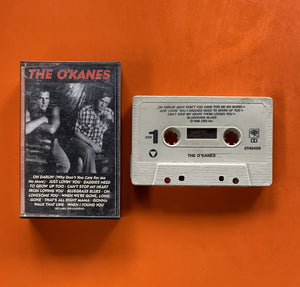 THE O'KANES
OH DARLIN' (Why Don't You Care For Me
No More) • JUST LOVIN' YOU • DADDIES NEED
TO GROW UP TOO • CAN'T STOP MY HEART
FROM LOVING YOU • BLUEGRASS BLUES • OH
LONESOME YOU • WHEN WE'RE GONE, LONG
GONE • THAT'S ALL RIGHT MAMA • GONNA
WALK THAT LINE • WHEN I FOUND YOU
OH DARLIN' (WHY DON'T YOU CARE FOR ME NO MORE) •
JUST LOVIN' YOU • DADDIES NEED TO GROW UP TOO •
CAN'T STOP MY HEART FROM LOVING YOU •
BLUEGRASS BLUES
SIDE 1
THE O'KANES